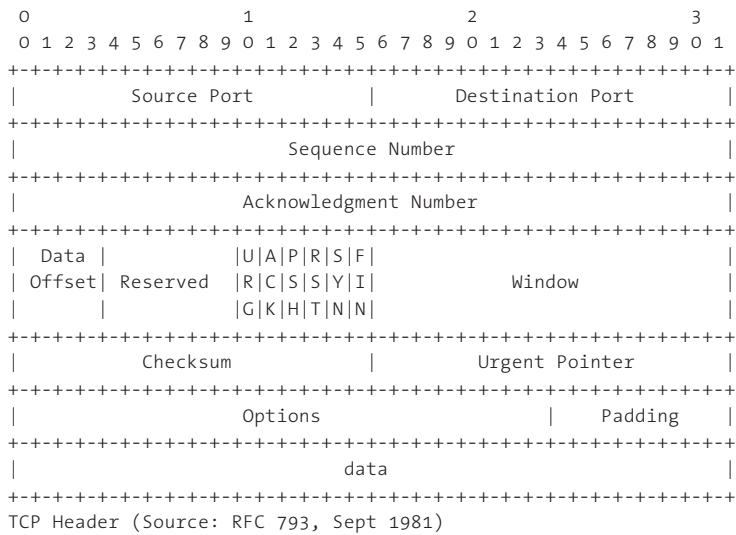 0                   1                   2                   3
 0 1 2 3 4 5 6 7 8 9 0 1 2 3 4 5 6 7 8 9 0 1 2 3 4 5 6 7 8 9 0 1
+-+-+-+-+-+-+-+-+-+-+-+-+-+-+-+-+-+-+-+-+-+-+-+-+-+-+-+-+-+-+-+-+
|          Source Port          |       Destination Port        |
+-+-+-+-+-+-+-+-+-+-+-+-+-+-+-+-+-+-+-+-+-+-+-+-+-+-+-+-+-+-+-+-+
|                        Sequence Number                        |
+-+-+-+-+-+-+-+-+-+-+-+-+-+-+-+-+-+-+-+-+-+-+-+-+-+-+-+-+-+-+-+-+
|                    Acknowledgment Number                      |
+-+-+-+-+-+-+-+-+-+-+-+-+-+-+-+-+-+-+-+-+-+-+-+-+-+-+-+-+-+-+-+-+
|  Data |           |U|A|P|R|S|F|                               |
| Offset| Reserved  |R|C|S|S|Y|I|            Window             |
|       |           |G|K|H|T|N|N|                               |
+-+-+-+-+-+-+-+-+-+-+-+-+-+-+-+-+-+-+-+-+-+-+-+-+-+-+-+-+-+-+-+-+
|           Checksum            |         Urgent Pointer        |
+-+-+-+-+-+-+-+-+-+-+-+-+-+-+-+-+-+-+-+-+-+-+-+-+-+-+-+-+-+-+-+-+
|                    Options                    |    Padding    |
+-+-+-+-+-+-+-+-+-+-+-+-+-+-+-+-+-+-+-+-+-+-+-+-+-+-+-+-+-+-+-+-+
|                             data                              |
+-+-+-+-+-+-+-+-+-+-+-+-+-+-+-+-+-+-+-+-+-+-+-+-+-+-+-+-+-+-+-+-+
TCP Header (Source: RFC 793, Sept 1981)